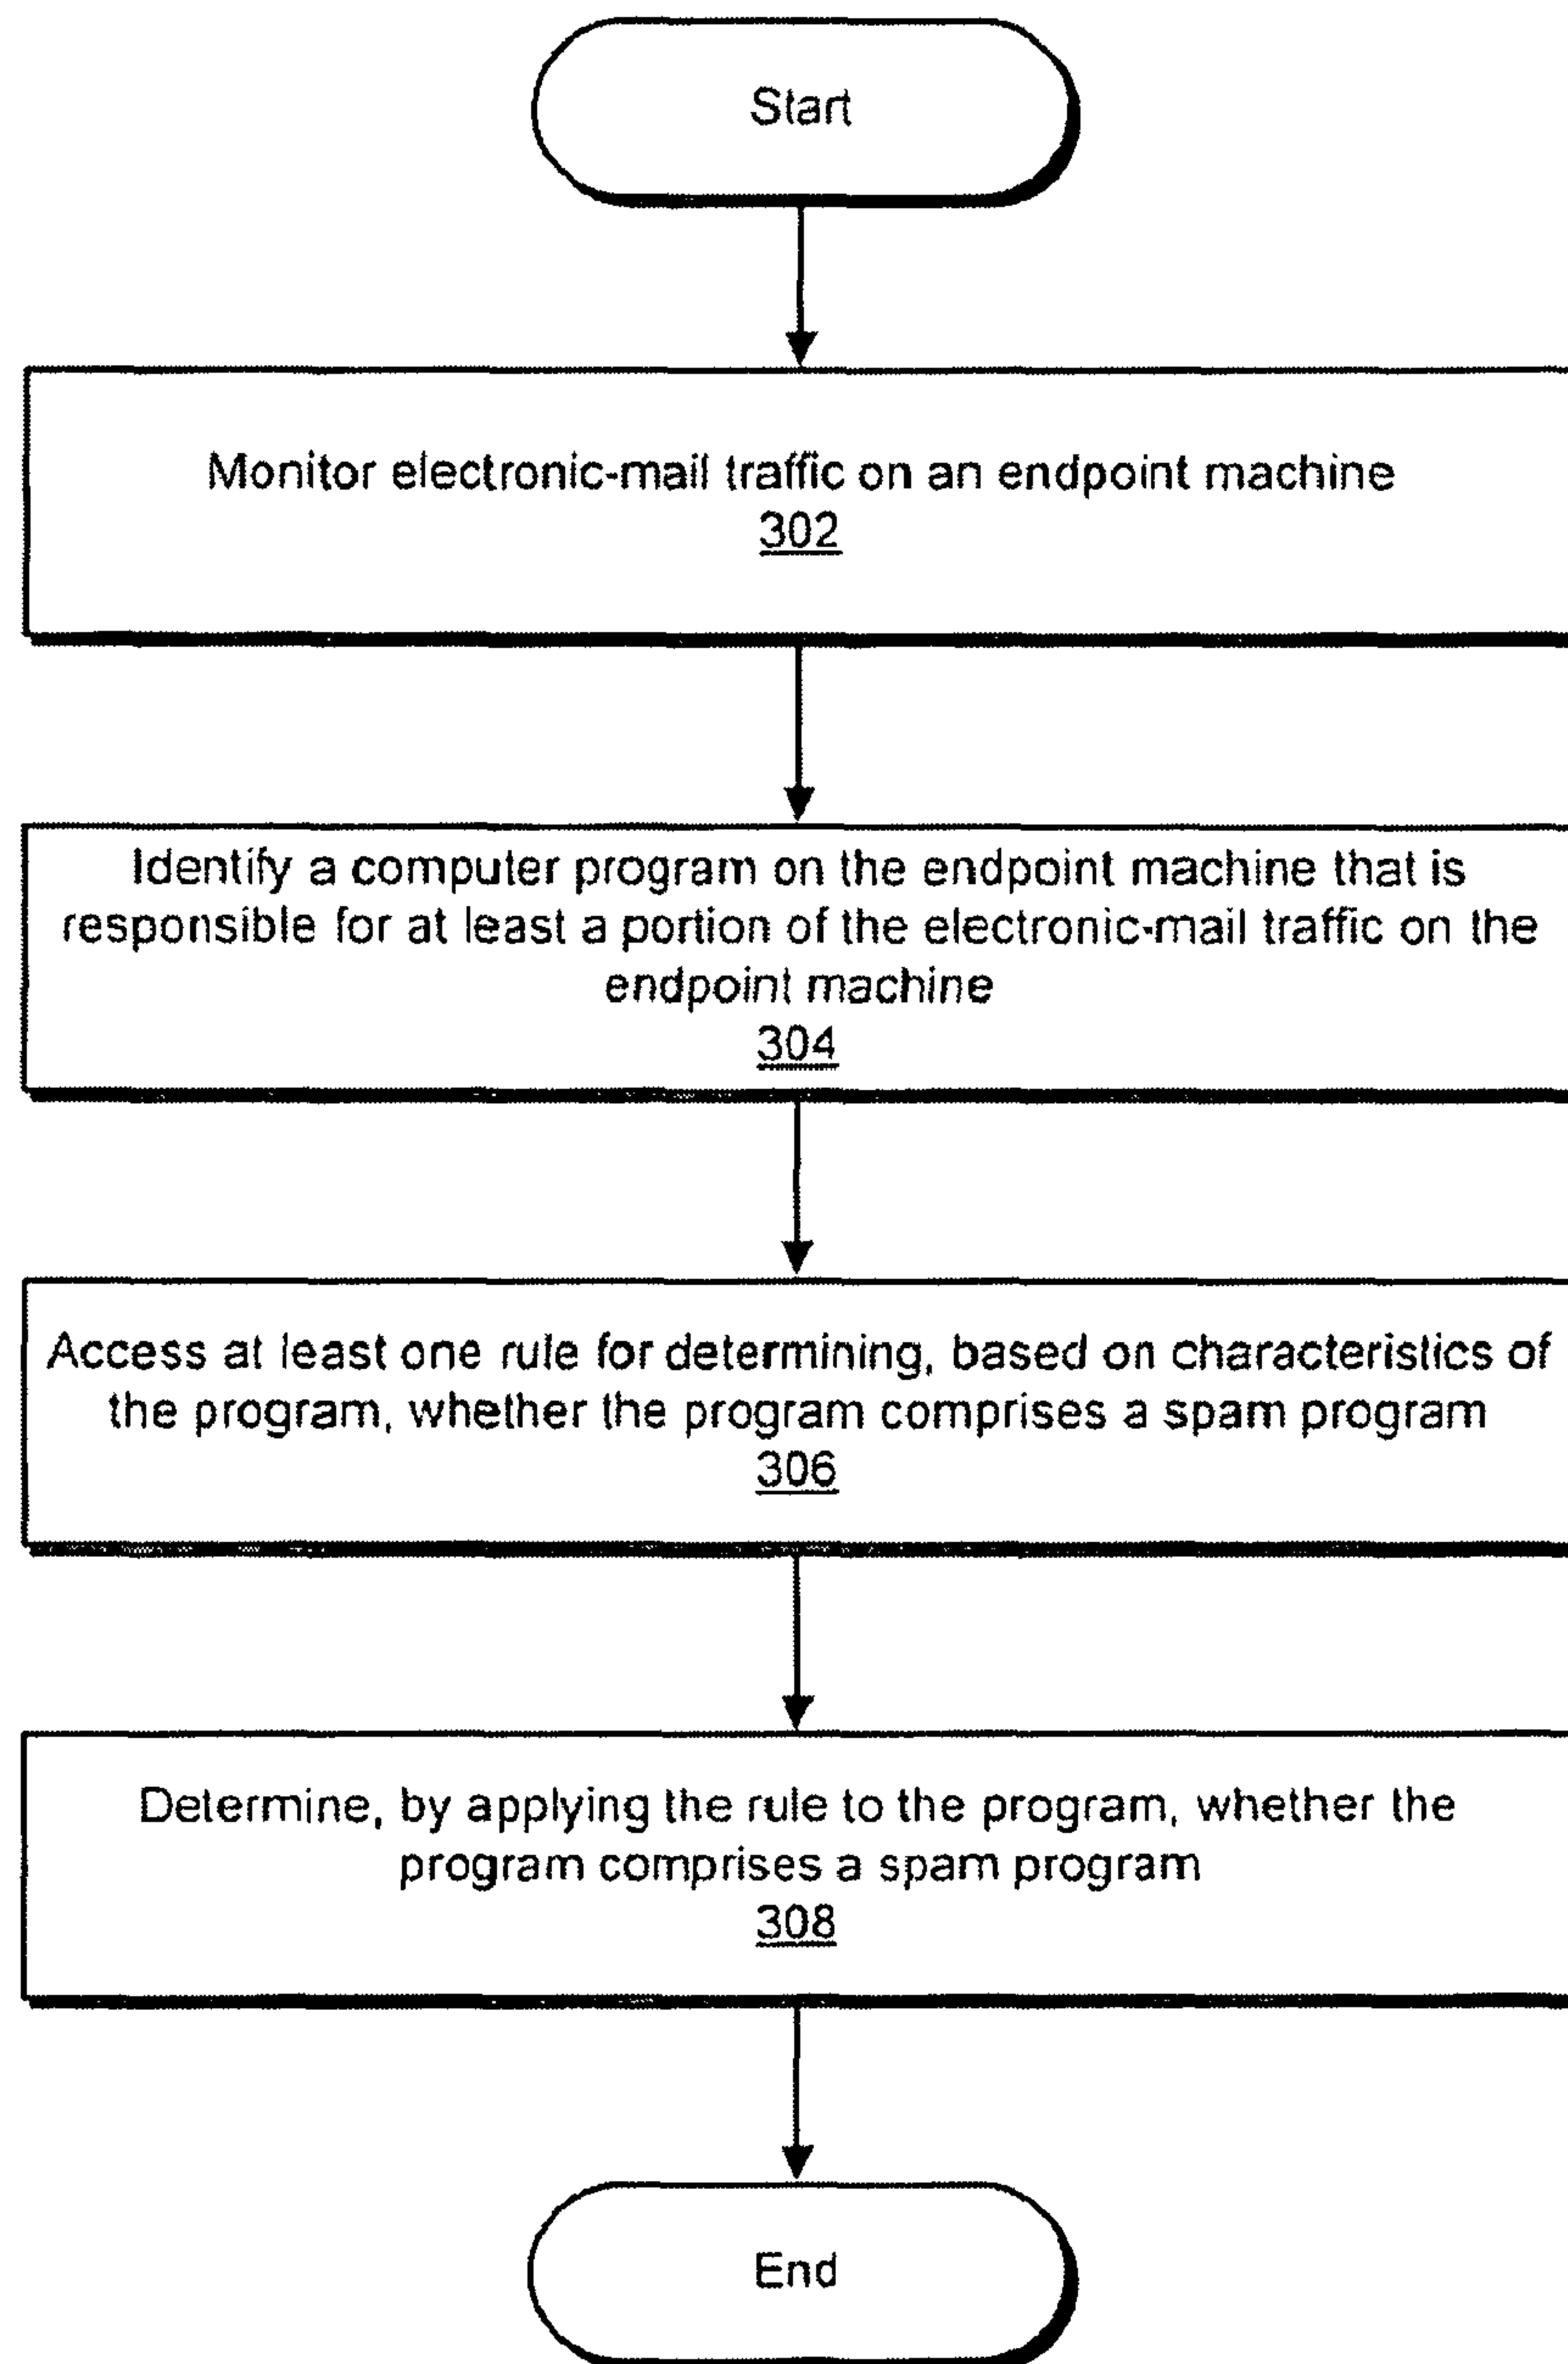 Start
Monitor electronic-mail traffic on an endpoint machine
302
Identify a computer program on the endpoint machine that is
responsible for at least a portion of the electronic-mail traffic on the
endpoint machine
304
Access at least one rule for determining, based on characteristics of
the program, whether the program comprises a spam program
306
Determine, by applying the rule to the program, whether the
program comprises a spam program
308
End